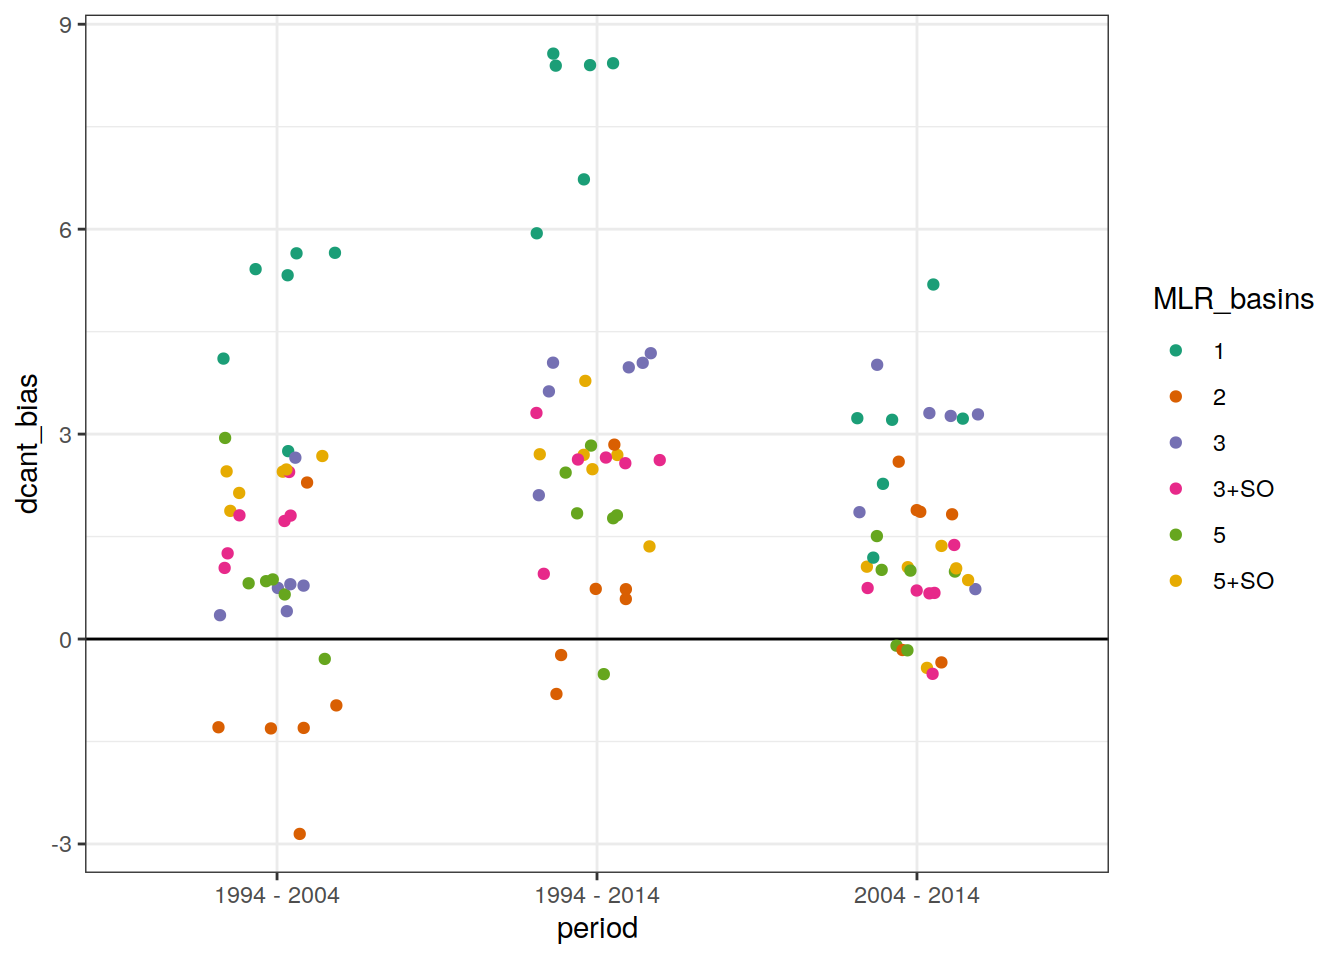 9
6
3
0
-3
dcant_bias
1994 - 2004
1994 - 2014
2004 - 2014
period
MLR_basins
1
2
3
3+SO
5
5+SO